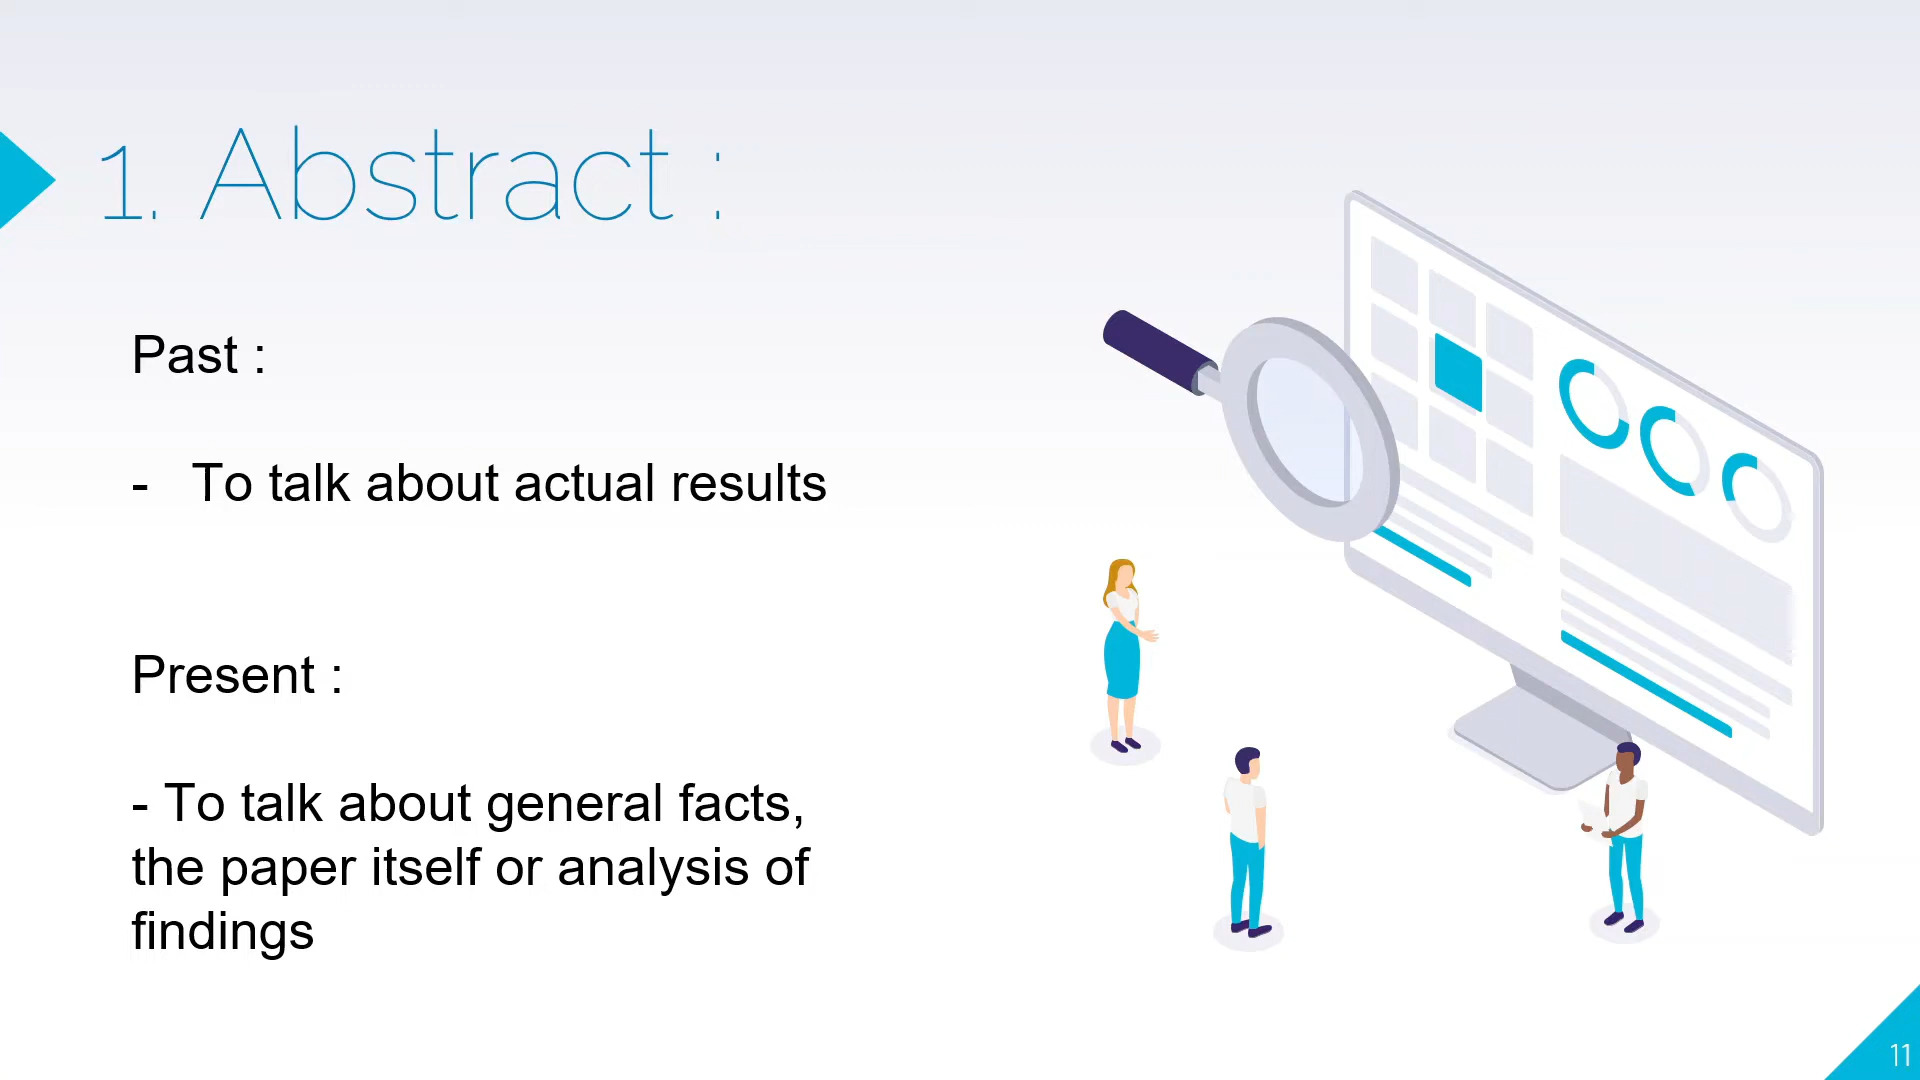 1. Abstract :
Past :
- To talk about actual results
Present :
- To talk about general facts,
the paper itself or analysis of
findings
11